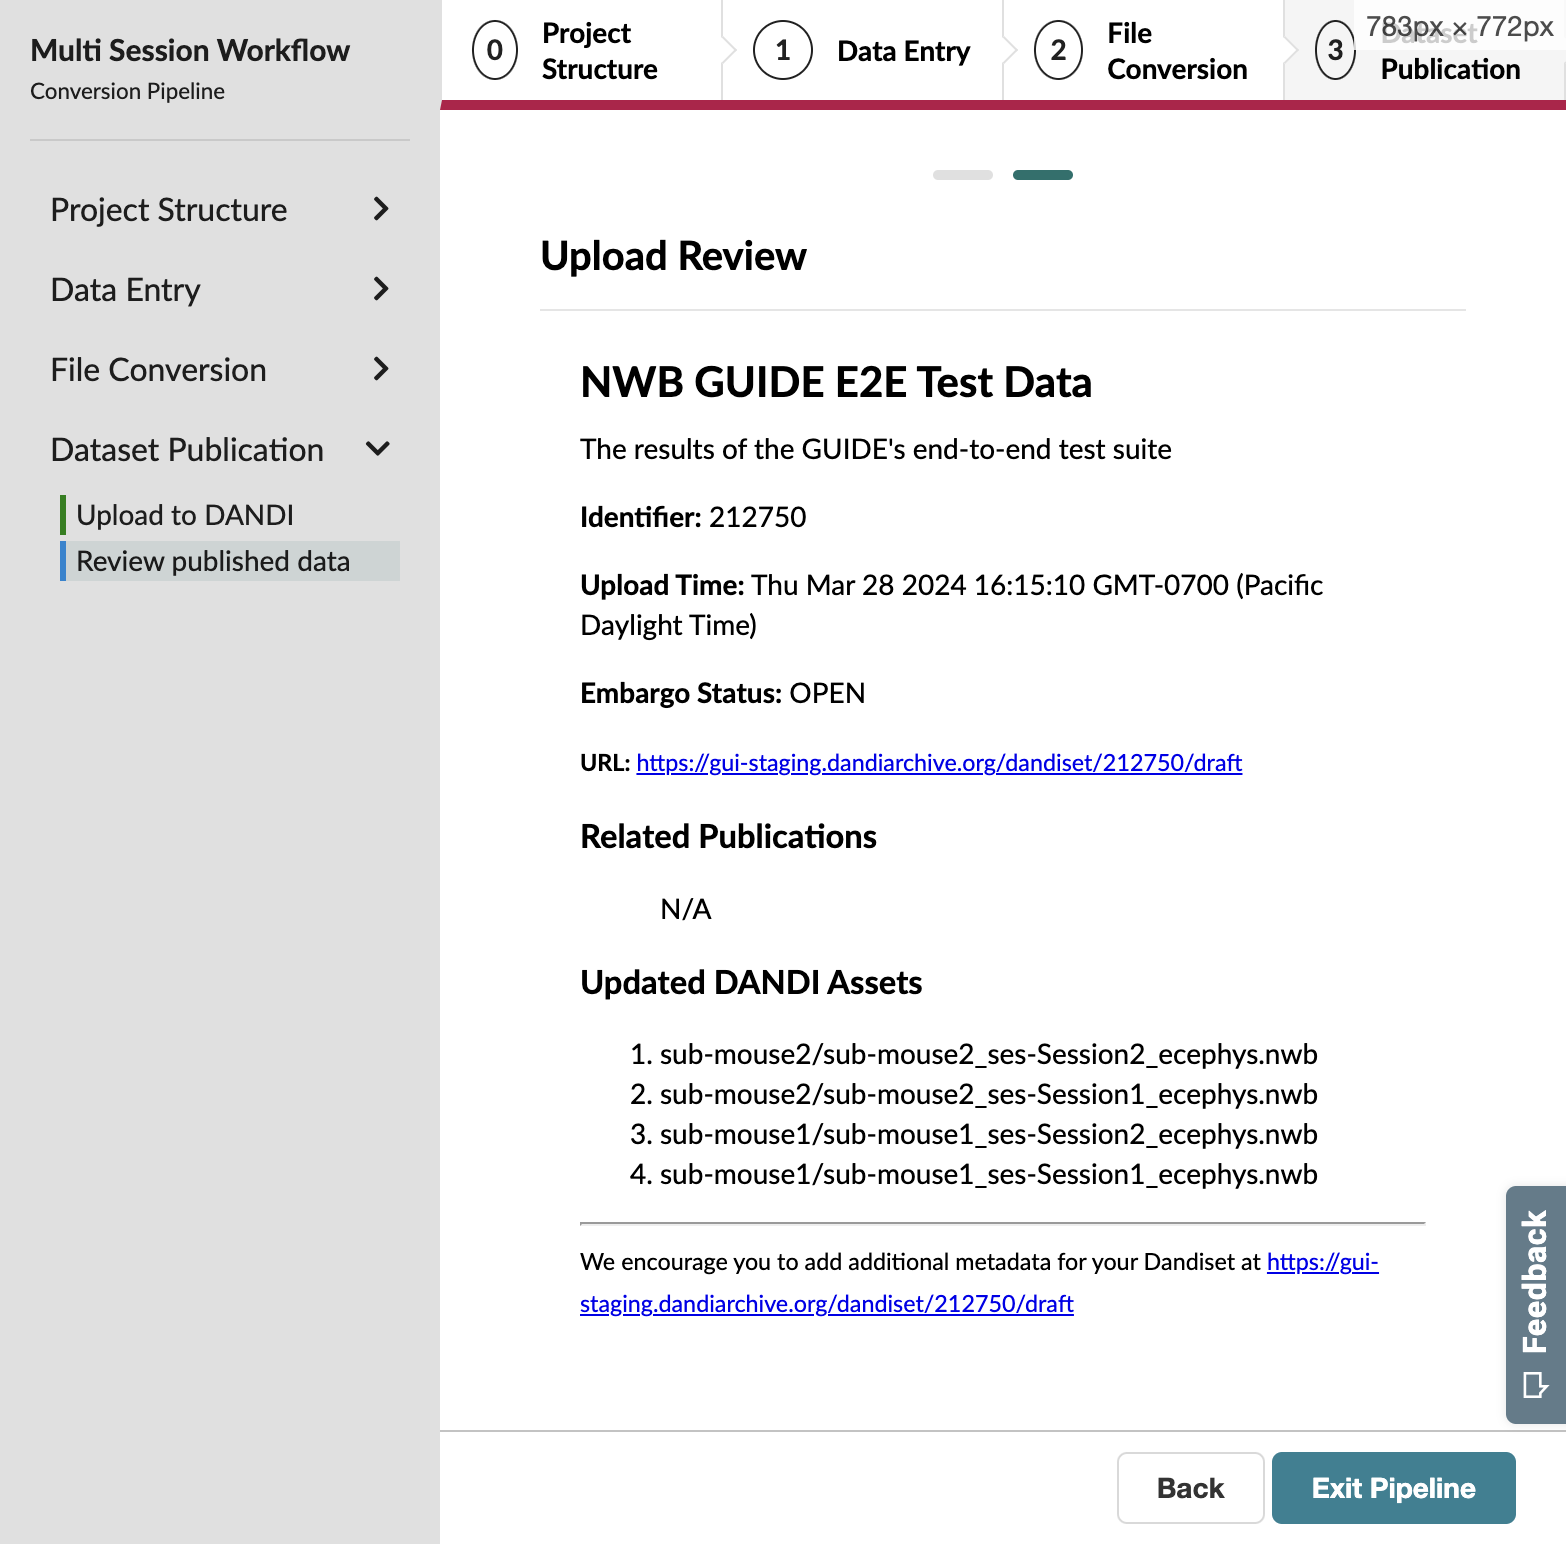 Multi Session Workflow
Conversion Pipeline
Project Structure
Data Entry
File Conversion
Dataset Publication
Upload to DANDI
Review published data
0
Project
Structure
1
Data Entry
2
File
Conversion
3
Dataset
Publication
783px × 772px
Upload Review
NWB GUIDE E2E Test Data
The results of the GUIDE's end-to-end test suite
Identifier: 212750
Upload Time: Thu Mar 28 2024 16:15:10 GMT-0700 (Pacific
Daylight Time)
Embargo Status: OPEN
URL: https://gui-staging.dandiarchive.org/dandiset/212750/draft
Related Publications
N/A
Updated DANDI Assets
1. sub-mouse2/sub-mouse2_ses-Session2_ecephys.nwb
2. sub-mouse2/sub-mouse2_ses-Session1_ecephys.nwb
3. sub-mouse1/sub-mouse1_ses-Session2_ecephys.nwb
4. sub-mouse1/sub-mouse1_ses-Session1_ecephys.nwb
We encourage you to add additional metadata for your Dandiset at https://gui-
staging.dandiarchive.org/dandiset/212750/draft
Feedback
Back
Exit Pipeline